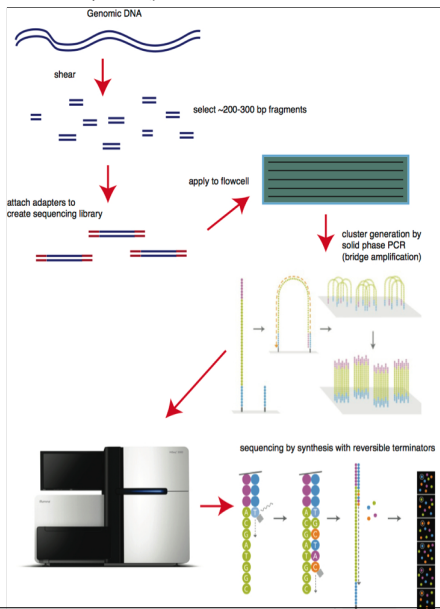 Genomic DNA
shear
select ~200-300 bp fragments
attach adapters to
create sequencing library
apply to flowcell
cluster generation by
solid phase PCR
(bridge amplification)
sequencing by synthesis with reversible terminators
A T
C G
G C
A T
T A
G C
G
C